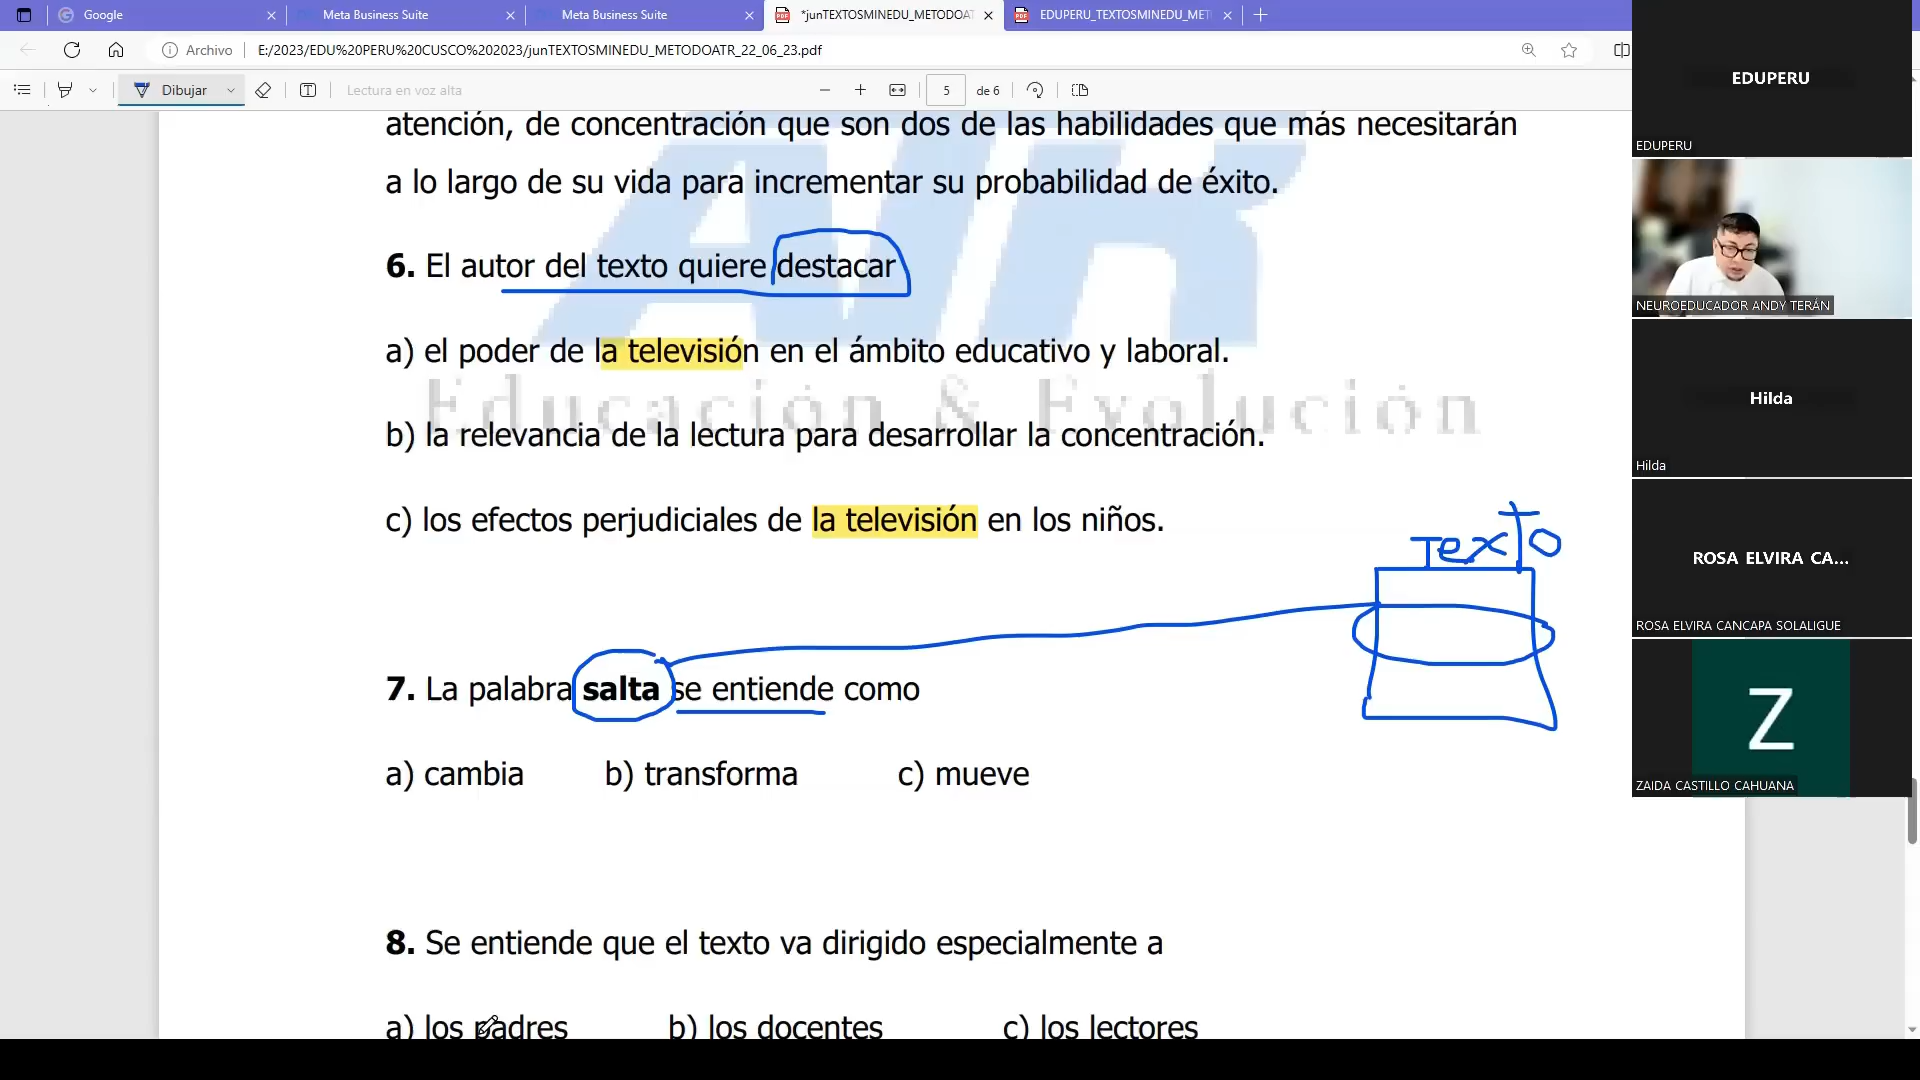 Google
Meta Business Suite
Meta Business Suite
*junTEXTOSMINEDU_METODOAT
EDUPERU_TEXTOSMINEDU_MET
Archivo
E:/2023/EDU%20PERU%20CUSCO%202023/junTEXTOSMINEDU_METODOATR_22_06_23.pdf
Dibujar
Lectura en voz alta
5
de 6
atención, de concentración que son dos de las habilidades que más necesitarán
a lo largo de su vida para incrementar su probabilidad de éxito.
ATR
6. El autor del texto quiere destacar
a) el poder de la televisión en el ámbito educativo y laboral.
Educación & Evolución
b) la relevancia de la lectura para desarrollar la concentración.
c) los efectos perjudiciales de la televisión en los niños.
Texto
7. La palabra salta se entiende como
a) cambia b) transforma c) mueve
8. Se entiende que el texto va dirigido especialmente a
a) los padres b) los docentes c) los lectores
EDUPERU
EDUPERU
NEUROEDUCADOR ANDY TERÁN
Hilda
Hilda
ROSA ELVIRA CA...
ROSA ELVIRA CANCAPA SOLALIGUE
Z
ZAIDA CASTILLO CAHUANA